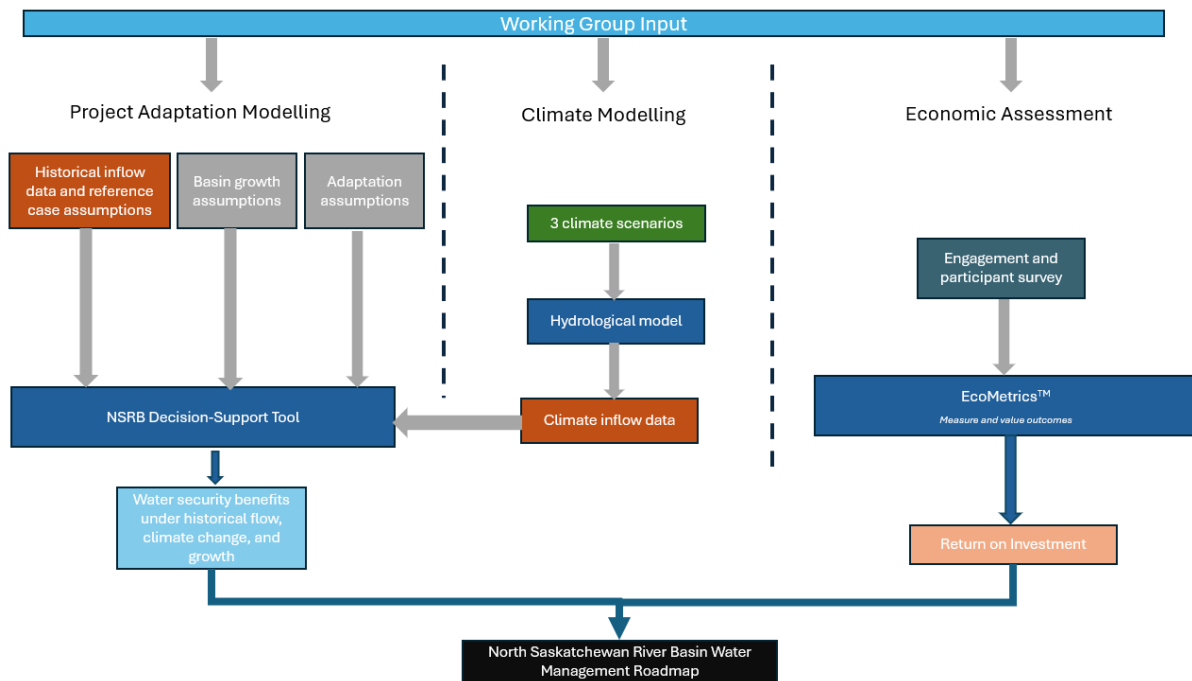 Working Group Input
Project Adaptation Modelling
Climate Modelling
Economic Assessment
Historical inflow
data and reference
case assumptions
Basin growth
assumptions
Adaptation
assumptions
3 climate scenarios
Engagement and
participant survey
Hydrological model
NSRB Decision-Support Tool
Climate inflow data
EcoMetrics™
Measure and value outcomes
Water security benefits
under historical flow,
climate change, and
growth
Return on Investment
North Saskatchewan River Basin Water
Management Roadmap